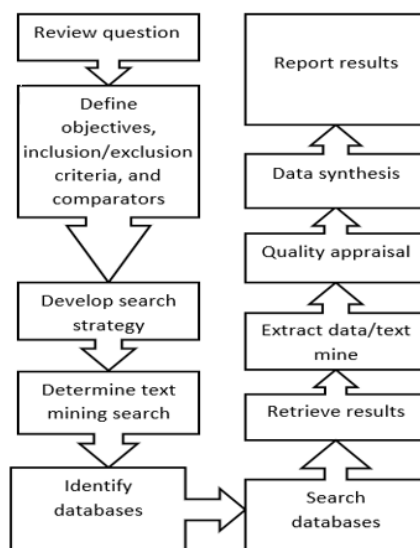 Review question
Define
objectives,
inclusion/exclusion
criteria, and
comparators
Develop search
strategy
Determine text
mining search
Identify
databases
Search
databases
Retrieve results
Extract data/text
mine
Quality appraisal
Data synthesis
Report results